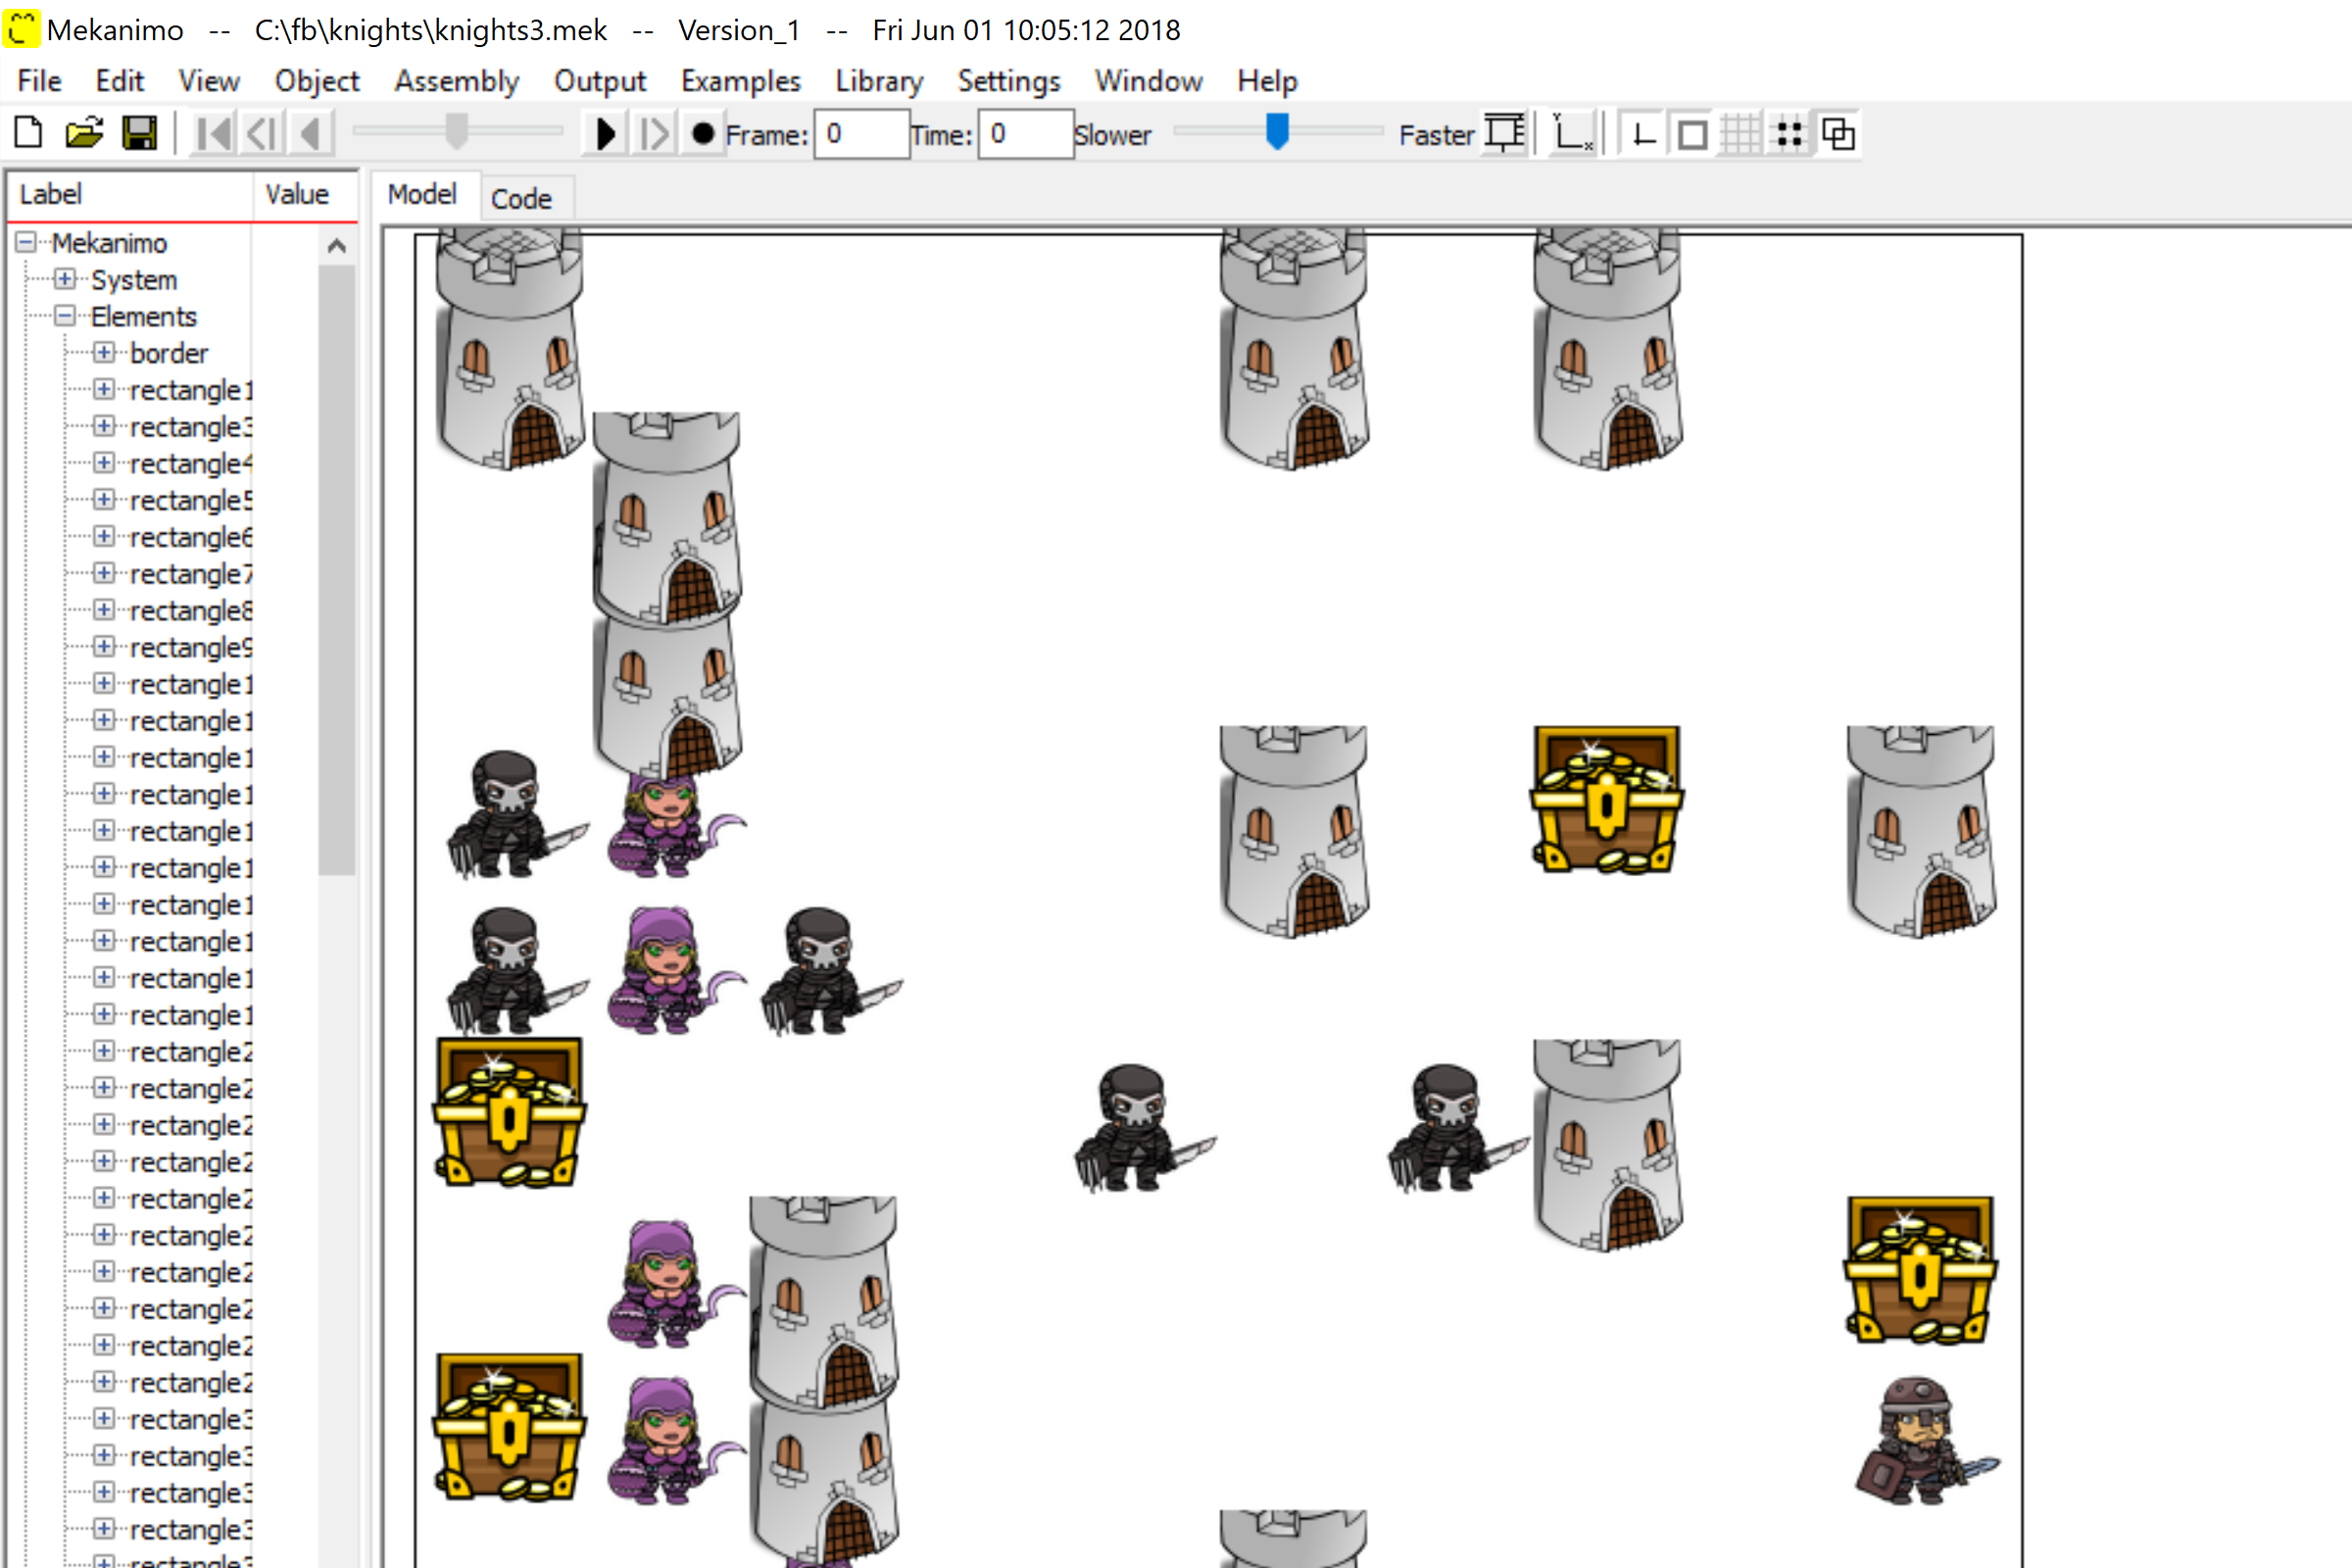 Mekanimo -- C:\fb\knights\knights3.mek -- Version_1 -- Fri Jun 01 10:05:12 2018
File Edit View Object Assembly Output Examples Library Settings Window Help
Frame: 0 Time: 0 Slower Faster
Label Value Model Code
Mekanimo
System
Elements
border
rectangle1
rectangle3
rectangle4
rectangle5
rectangle6
rectangle7
rectangle8
rectangle9
rectangle1
rectangle1
rectangle1
rectangle1
rectangle1
rectangle1
rectangle1
rectangle1
rectangle1
rectangle1
rectangle2
rectangle2
rectangle2
rectangle2
rectangle2
rectangle2
rectangle2
rectangle2
rectangle2
rectangle2
rectangle3
rectangle3
rectangle3
rectangle3